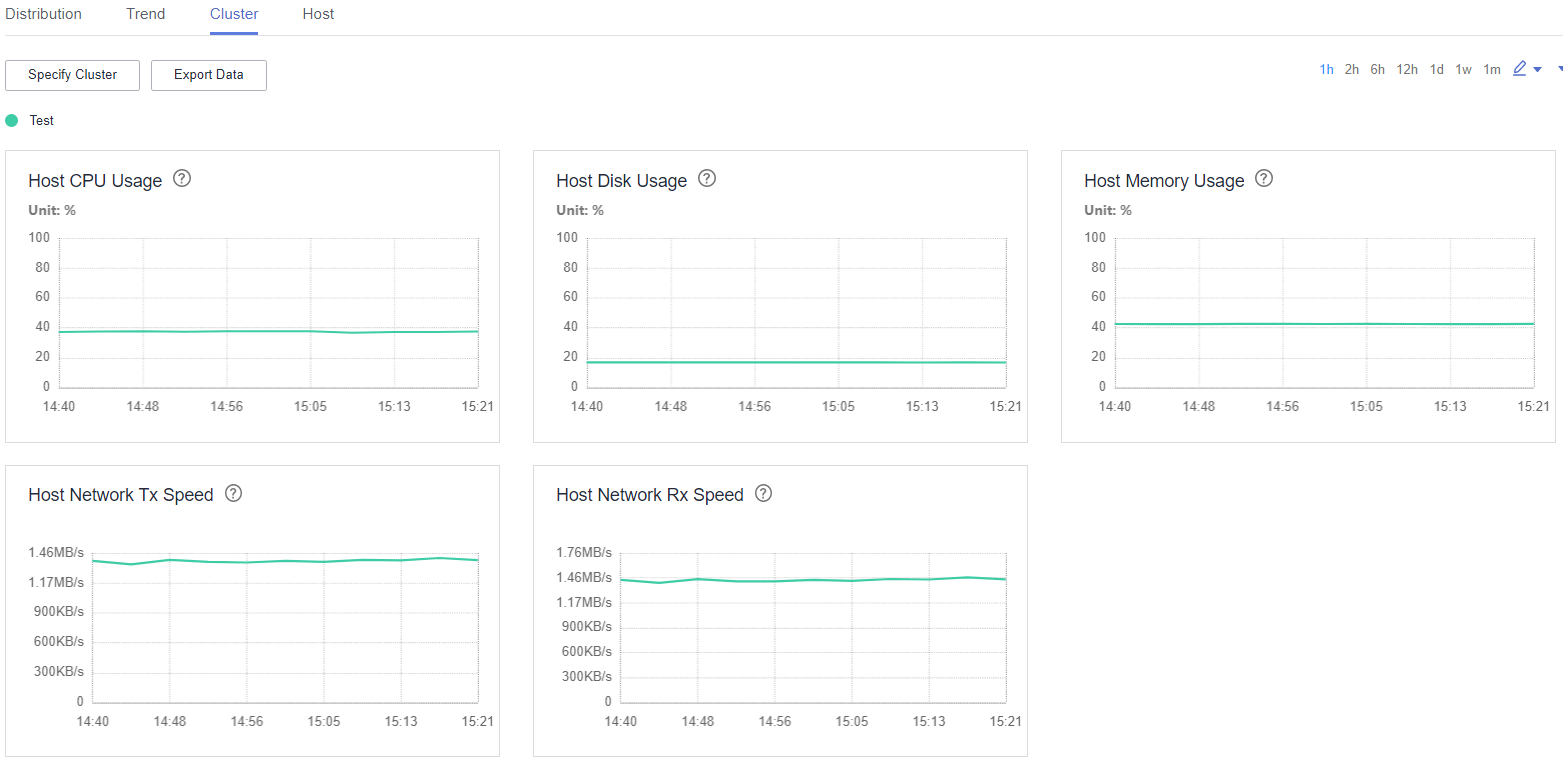 Distribution Trend Cluster Host
Specify Cluster Export Data 1h 2h 6h 12h 1d 1w 1m
Test
Host CPU Usage ?
Unit: %
100
80
60
40
20
0
14:40 14:48 14:56 15:05 15:13 15:21
Host Disk Usage ?
Unit: %
100
80
60
40
20
0
14:40 14:48 14:56 15:05 15:13 15:21
Host Memory Usage ?
Unit: %
100
80
60
40
20
0
14:40 14:48 14:56 15:05 15:13 15:21
Host Network Tx Speed ?
1.46MB/s
1.17MB/s
900KB/s
600KB/s
300KB/s
0
14:40 14:48 14:56 15:05 15:13 15:21
Host Network Rx Speed ?
1.76MB/s
1.46MB/s
1.17MB/s
900KB/s
600KB/s
300KB/s
0
14:40 14:48 14:56 15:05 15:13 15:21